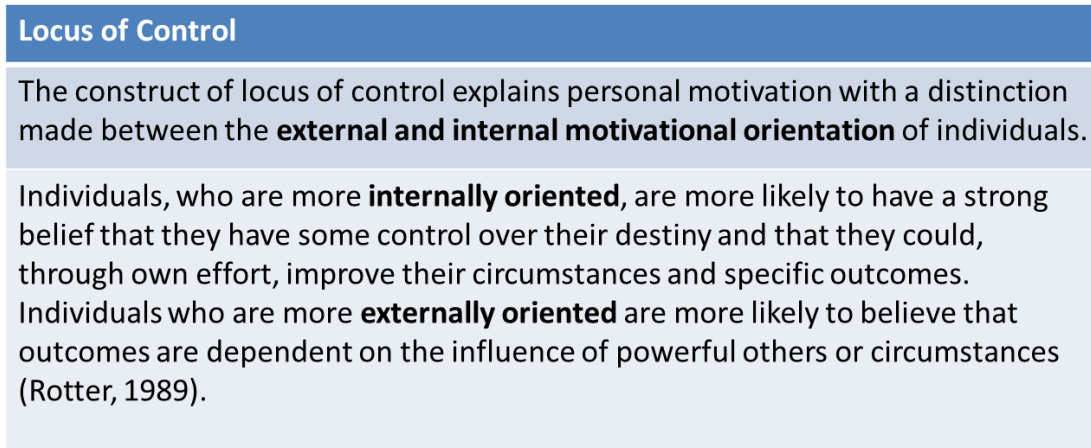 Locus of Control
The construct of locus of control explains personal motivation with a distinction
made between the external and internal motivational orientation of individuals.
Individuals, who are more internally oriented, are more likely to have a strong
belief that they have some control over their destiny and that they could,
through own effort, improve their circumstances and specific outcomes.
Individuals who are more externally oriented are more likely to believe that
outcomes are dependent on the influence of powerful others or circumstances
(Rotter, 1989).